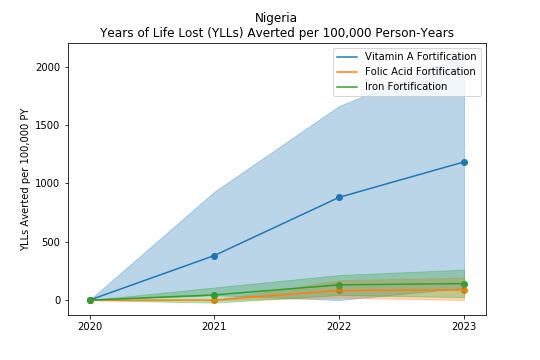 Nigeria
Years of Life Lost (YLLs) Averted per 100,000 Person-Years
Vitamin A Fortification
Folic Acid Fortification
Iron Fortification
YLLs Averted per 100,000 PY
2000
1500
1000
500
0
2020
2021
2022
2023